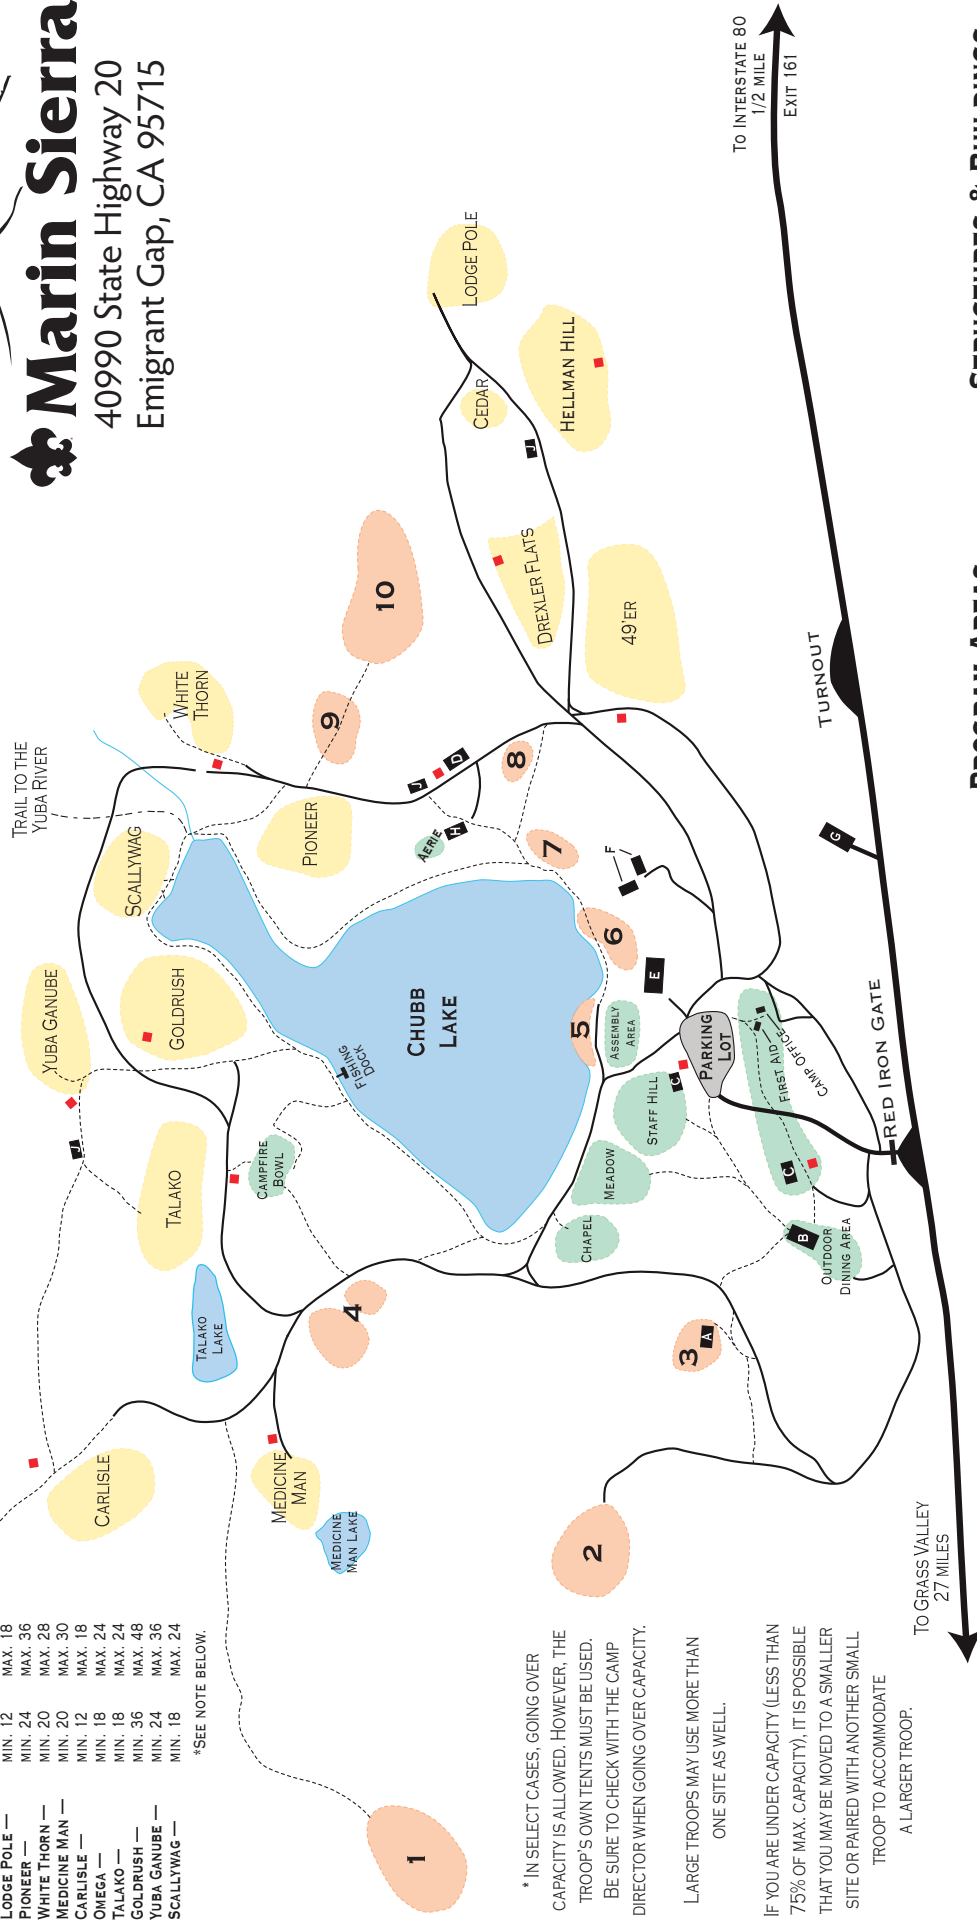 Marin Sierra
40990 State Highway 20
Emigrant Gap, CA 95715
LODGE POLE — MIN. 12 MAX. 18
PIONEER — MIN. 24 MAX. 36
WHITE THORN — MIN. 20 MAX. 28
MEDICINE MAN — MIN. 20 MAX. 30
CARLISLE — MIN. 12 MAX. 18
OMEGA — MIN. 18 MAX. 24
TALAKO — MIN. 18 MAX. 24
GOLDRUSH — MIN. 36 MAX. 48
YUBA GANUBE — MIN. 24 MAX. 36
SCALLYWAG — MIN. 18 MAX. 24
*SEE NOTE BELOW.
TRAIL TO THE
YUBA RIVER
WHITE
THORN
SCALLYWAG
YUBA GANUBE
GOLDRUSH
J
TALAKO
CARLISLE
TALAKO
LAKE
MEDICINE
MAN
MEDICINE
MAN LAKE
CAMPFIRE
BOWL
FISHING
DOCK
CHUBB
LAKE
PIONEER
9
10
J
D
AERIE
H
8
7
6
5
4
3
A
2
1
LODGE POLE
CEDAR
HELLMAN HILL
J
DREXLER FLATS
49'ER
F
E
G
ASSEMBLY
AREA
STAFF HILL
C
PARKING
LOT
MEADOW
CHAPEL
FIRST AID
CAMP OFFICE
C
B
OUTDOOR
DINING AREA
RED IRON GATE
TURNOUT
TO INTERSTATE 80
1/2 MILE
EXIT 161
TO GRASS VALLEY
27 MILES
* IN SELECT CASES, GOING OVER
CAPACITY IS ALLOWED. HOWEVER, THE
TROOP'S OWN TENTS MUST BE USED.
BE SURE TO CHECK WITH THE CAMP
DIRECTOR WHEN GOING OVER CAPACITY.
LARGE TROOPS MAY USE MORE THAN
ONE SITE AS WELL.
IF YOU ARE UNDER CAPACITY (LESS THAN
75% OF MAX. CAPACITY), IT IS POSSIBLE
THAT YOU MAY BE MOVED TO A SMALLER
SITE OR PAIRED WITH ANOTHER SMALL
TROOP TO ACCOMMODATE
A LARGER TROOP.
PROGRAM AREAS
STRUCTURES & BUILDINGS